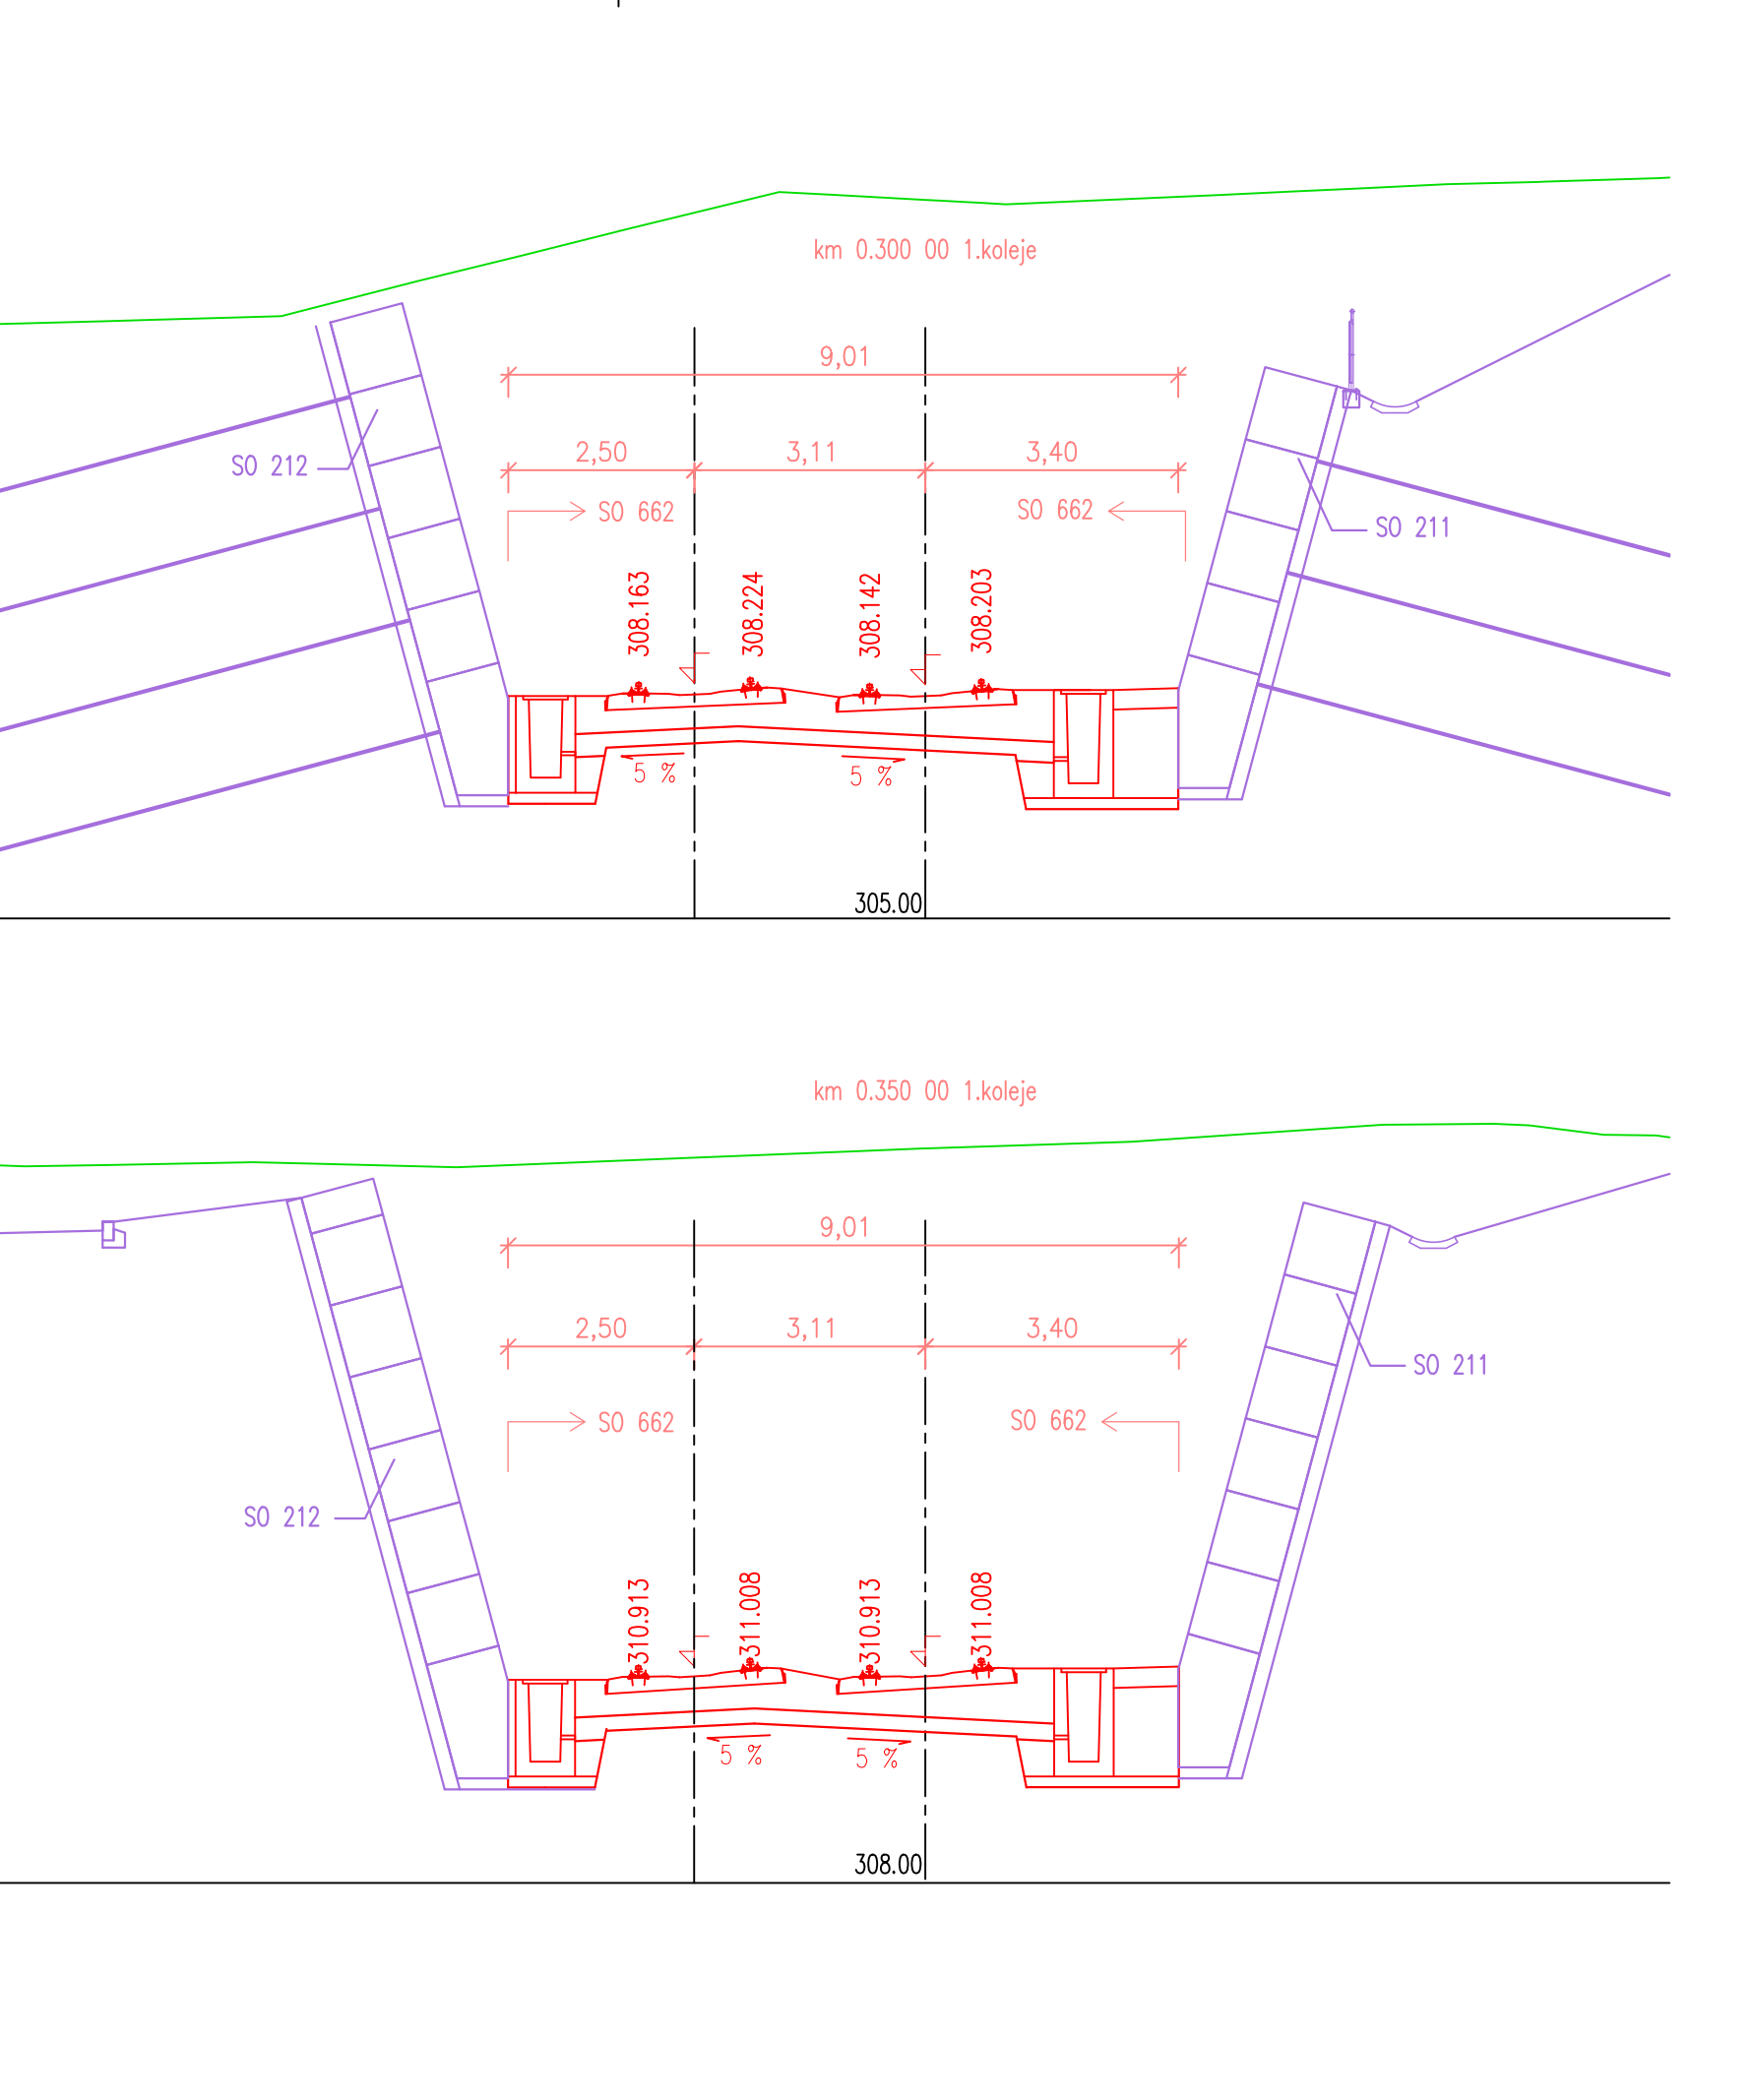 km 0.300 00 1.koleje
9,01
2,50 3,11 3,40
SO 212
SO 662 SO 662
SO 211
308.163 308.224 308.142 308.203
5 % 5 %
305.00
km 0.350 00 1.koleje
9,01
2,50 3,11 3,40
SO 211
SO 662 SO 662
SO 212
310.913 311.008 310.913 311.008
5 % 5 %
308.00